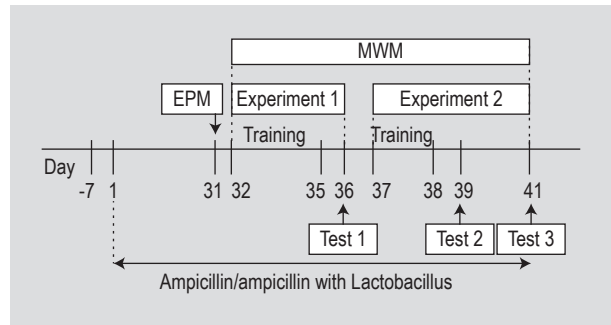 MWM
EPM
Experiment 1
Experiment 2
Training
Training
Day
-7 1 31 32 35 36 37 38 39 41
Test 1
Test 2
Test 3
Ampicillin/ampicillin with Lactobacillus